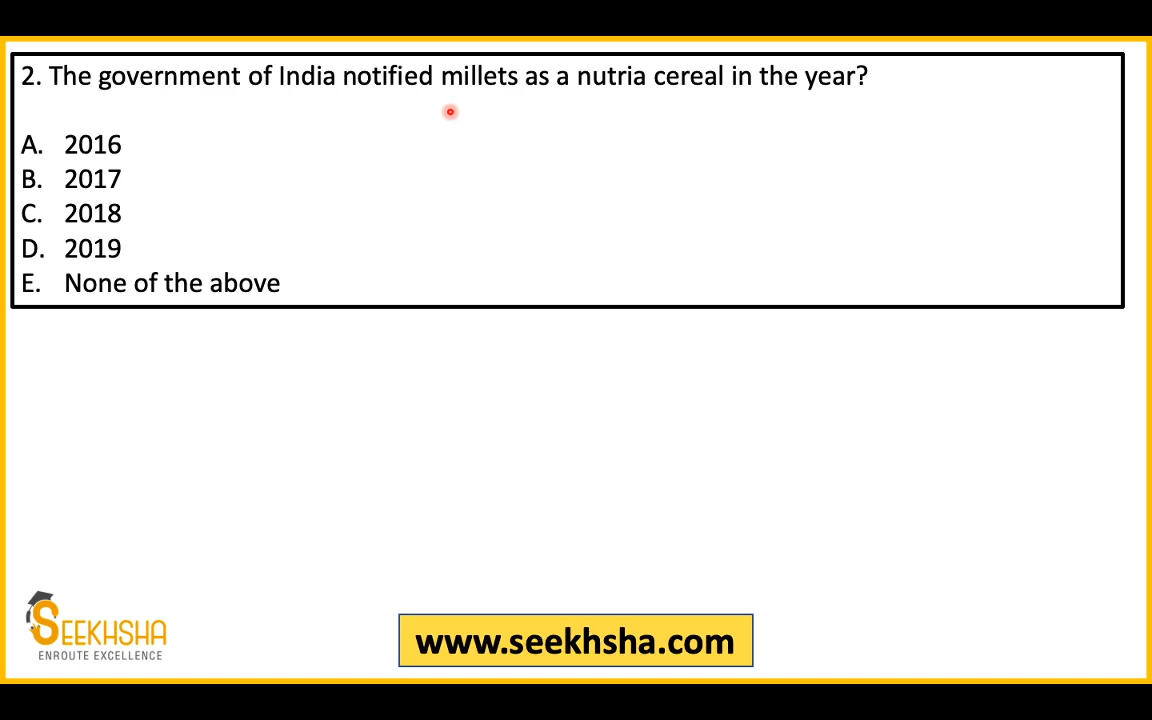 2. The government of India notified millets as a nutria cereal in the year?
A. 2016
B. 2017
C. 2018
D. 2019
E. None of the above
SEEKHSHA
ENROUTE EXCELLENCE
www.seekhsha.com